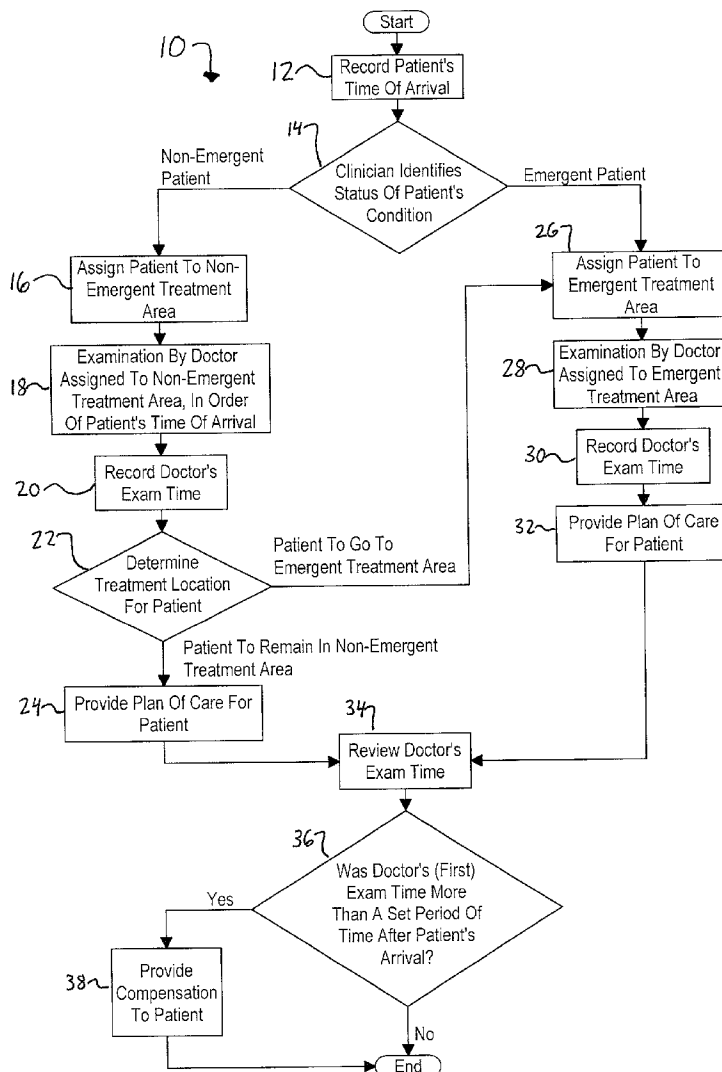 Start
10
12
Record Patient's
Time Of Arrival
14
Non-Emergent
Patient
Clinician Identifies
Status Of Patient's
Condition
Emergent Patient
16
Assign Patient To Non-
Emergent Treatment
Area
26
Assign Patient To
Emergent Treatment
Area
18
Examination By Doctor
Assigned To Non-Emergent
Treatment Area, In Order
Of Patient's Time Of Arrival
28
Examination By Doctor
Assigned To Emergent
Treatment Area
20
Record Doctor's
Exam Time
30
Record Doctor's
Exam Time
22
Determine
Treatment Location
For Patient
Patient To Go To
Emergent Treatment Area
32
Provide Plan Of Care
For Patient
Patient To Remain In Non-Emergent
Treatment Area
24
Provide Plan Of Care For
Patient
34
Review Doctor's
Exam Time
36
Was Doctor's (First)
Exam Time More
Than A Set Period Of
Time After Patient's
Arrival?
Yes
38
Provide
Compensation
To Patient
No
End